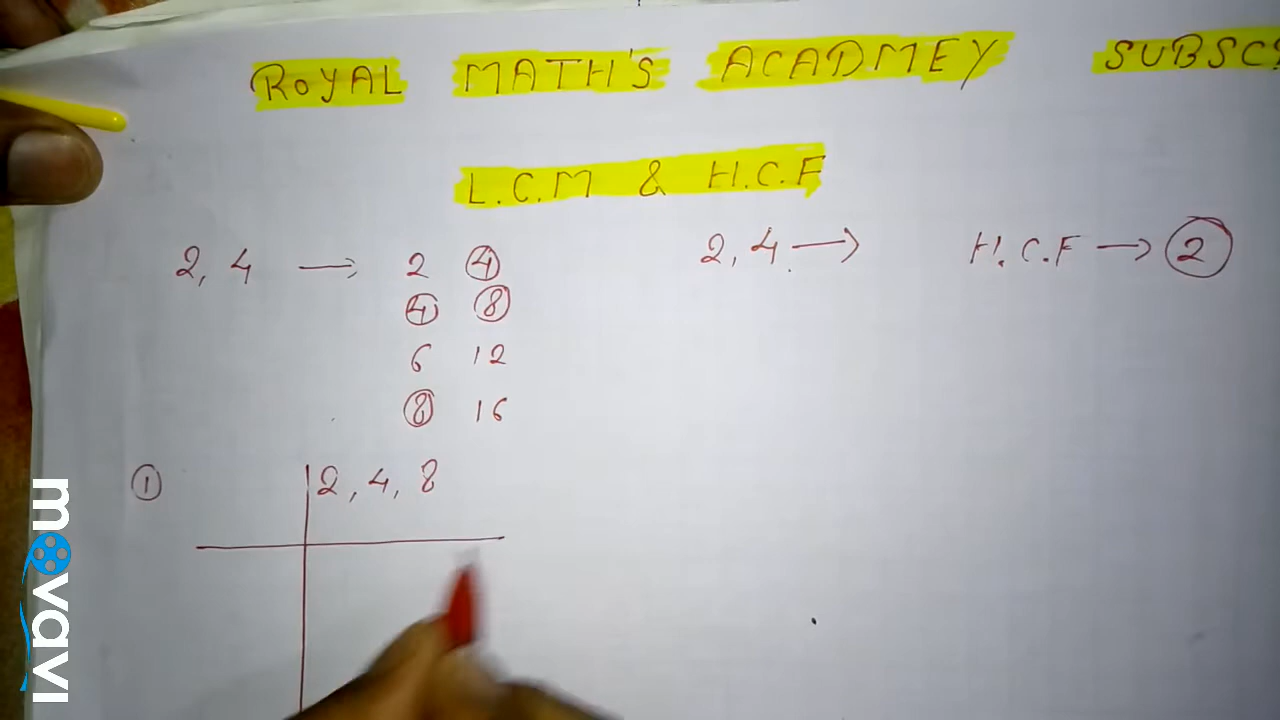 ROYAL MATH'S ACADMEY SUBSC
L.C.M & H.C.F
2, 4 → 2 4
4 8
6 12
8 16
2, 4. → H.C.F → 2
1 2, 4, 8
movavi